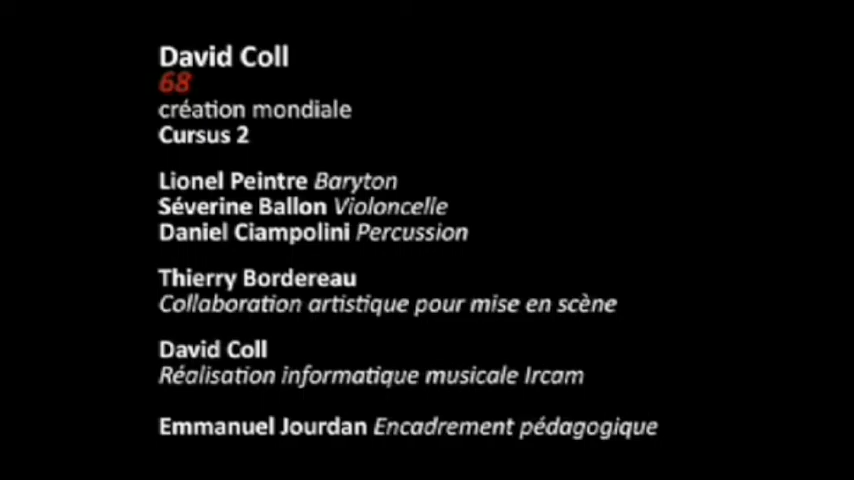 David Coll
68
création mondiale
Cursus 2
Lionel Peintre Baryton
Séverine Ballon Violoncelle
Daniel Ciampolini Percussion
Thierry Bordereau
Collaboration artistique pour mise en scène
David Coll
Réalisation informatique musicale Ircam
Emmanuel Jourdan Encadrement pédagogique